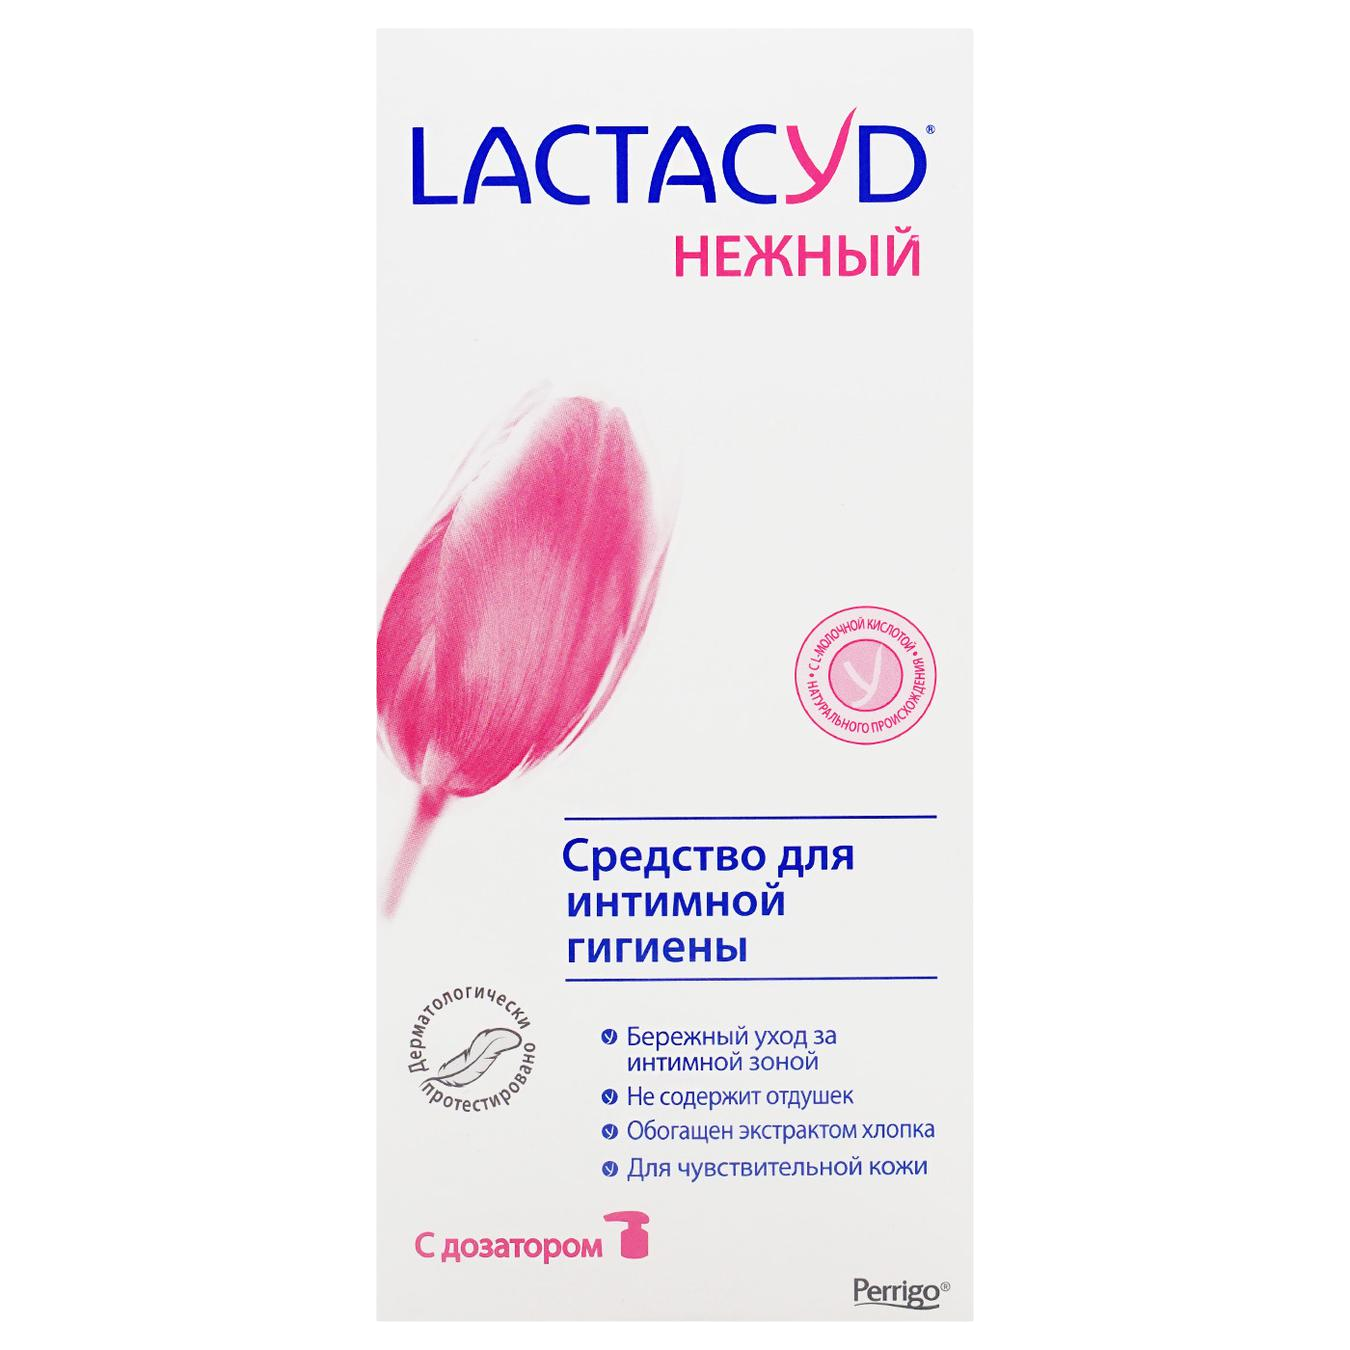 LACTACYD®
НЕЖНЫЙ
• С L-МОЛОЧНОЙ КИСЛОТОЙ •
НАТУРАЛЬНОГО ПРОИСХОЖДЕНИЯ
Средство для
интимной
гигиены
Дерматологически
протестировано
Бережный уход за
интимной зоной
Не содержит отдушек
Обогащен экстрактом хлопка
Для чувствительной кожи
С дозатором
Perrigo®